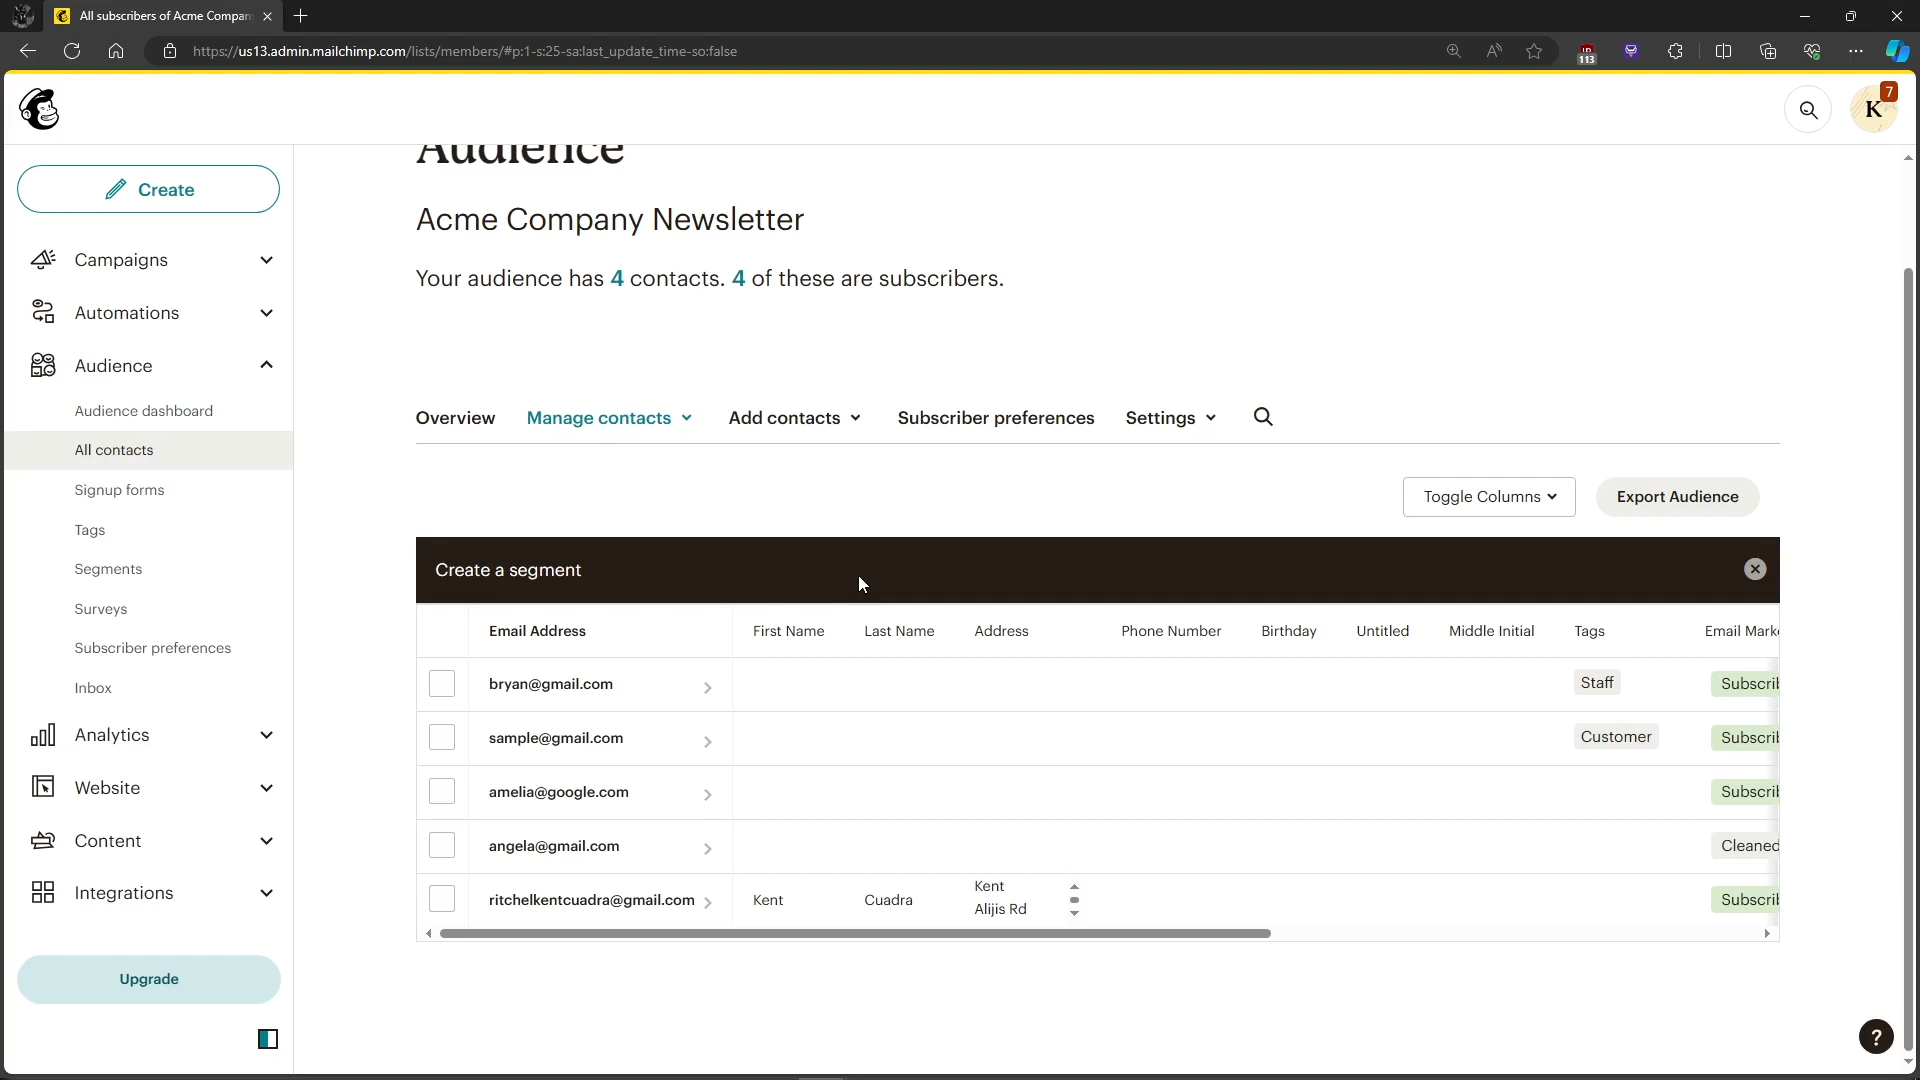 All subscribers of Acme Compan
https://us13.admin.mailchimp.com/lists/members/#p:1-s:25-sa:last_update_time-so:false
113
K
7
Create
Campaigns
Automations
Audience
Audience dashboard
All contacts
Signup forms
Tags
Segments
Surveys
Subscriber preferences
Inbox
Analytics
Website
Content
Integrations
Upgrade
Audience
Acme Company Newsletter
Your audience has 4 contacts. 4 of these are subscribers.
Overview Manage contacts Add contacts Subscriber preferences Settings
Toggle Columns Export Audience
Create a segment
Email Address First Name Last Name Address Phone Number Birthday Untitled Middle Initial Tags Email Mark
bryan@gmail.com Staff Subscrib
sample@gmail.com Customer Subscrib
amelia@google.com Subscrib
angela@gmail.com Cleaned
ritchelkentcuadra@gmail.com Kent Cuadra Kent Subscrib
Alijis Rd
?